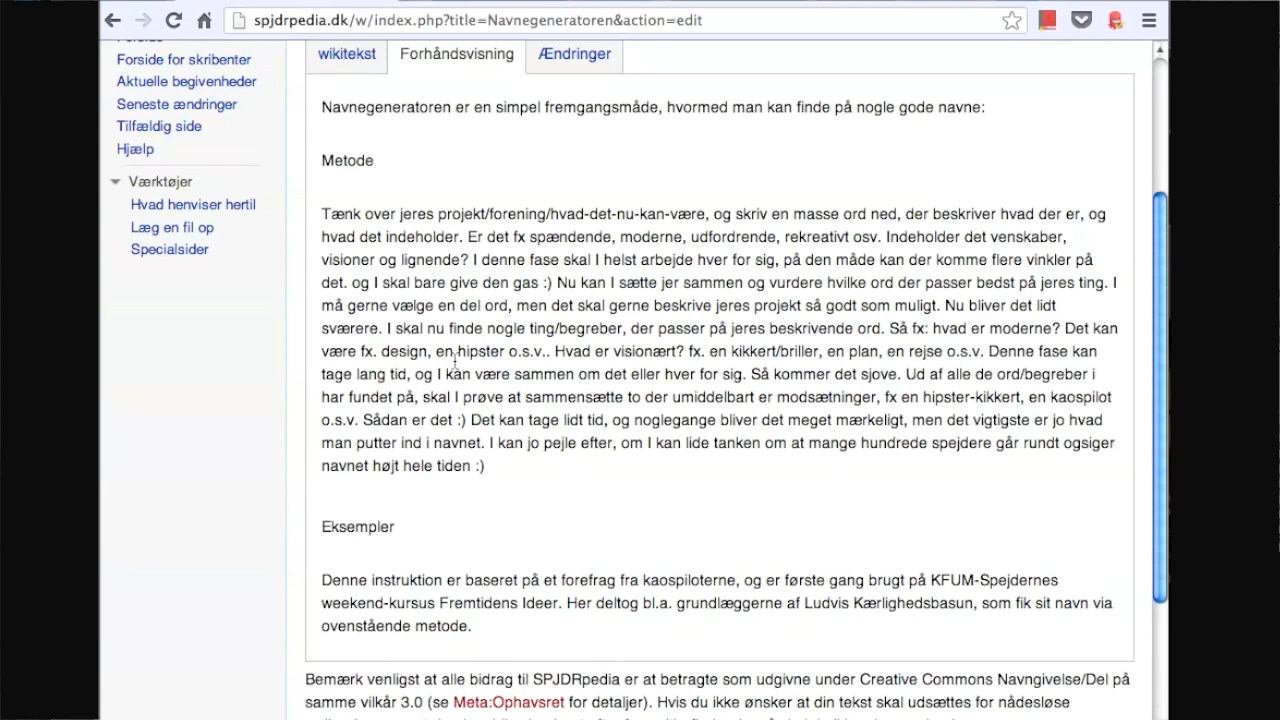 spjdrpedia.dk/w/index.php?title=Navnegeneratoren&action=edit
Forside for skribenter
Aktuelle begivenheder
Seneste ændringer
Tilfældig side
Hjælp
Værktøjer
Hvad henviser hertil
Læg en fil op
Specialsider
wikitekst Forhåndsvisning Ændringer
Navnegeneratoren er en simpel fremgangsmåde, hvormed man kan finde på nogle gode navne:
Metode
Tænk over jeres projekt/forening/hvad-det-nu-kan-være, og skriv en masse ord ned, der beskriver hvad der er, og
hvad det indeholder. Er det fx spændende, moderne, udfordrende, rekreativt osv. Indeholder det venskaber,
visioner og lignende? I denne fase skal I helst arbejde hver for sig, på den måde kan der komme flere vinkler på
det. og I skal bare give den gas :) Nu kan I sætte jer sammen og vurdere hvilke ord der passer bedst på jeres ting. I
må gerne vælge en del ord, men det skal gerne beskrive jeres projekt så godt som muligt. Nu bliver det lidt
sværere. I skal nu finde nogle ting/begreber, der passer på jeres beskrivende ord. Så fx: hvad er moderne? Det kan
være fx. design, en hipster o.s.v.. Hvad er visionært? fx. en kikkert/briller, en plan, en rejse o.s.v. Denne fase kan
tage lang tid, og I kan være sammen om det eller hver for sig. Så kommer det sjove. Ud af alle de ord/begreber i
har fundet på, skal I prøve at sammensætte to der umiddelbart er modsætninger, fx en hipster-kikkert, en kaospilot
o.s.v. Sådan er det :) Det kan tage lidt tid, og noglegange bliver det meget mærkeligt, men det vigtigste er jo hvad
man putter ind i navnet. I kan jo pejle efter, om I kan lide tanken om at mange hundrede spejdere går rundt ogsiger
navnet højt hele tiden :)
Eksempler
Denne instruktion er baseret på et forefrag fra kaospiloterne, og er første gang brugt på KFUM-Spejdernes
weekend-kursus Fremtidens Ideer. Her deltog bl.a. grundlæggerne af Ludvis Kærlighedsbasun, som fik sit navn via
ovenstående metode.
Bemærk venligst at alle bidrag til SPJDRpedia er at betragte som udgivne under Creative Commons Navngivelse/Del på
samme vilkår 3.0 (se Meta:Ophavsret for detaljer). Hvis du ikke ønsker at din tekst skal udsættes for nådesløse